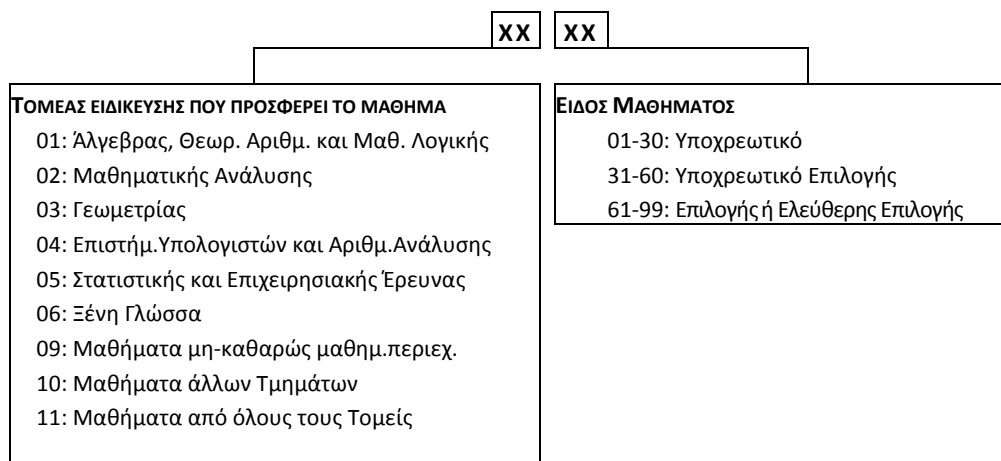 XX XX
ΤΟΜΕΑΣ ΕΙΔΙΚΕΥΣΗΣ ΠΟΥ ΠΡΟΣΦΕΡΕΙ ΤΟ ΜΑΘΗΜΑ
01: Άλγεβρας, Θεωρ. Αριθμ. και Μαθ. Λογικής
02: Μαθηματικής Ανάλυσης
03: Γεωμετρίας
04: Επιστήμ.Υπολογιστών και Αριθμ.Ανάλυσης
05: Στατιστικής και Επιχειρησιακής Έρευνας
06: Ξένη Γλώσσα
09: Μαθήματα μη-καθαρώς μαθημ.περιεχ.
10: Μαθήματα άλλων Τμημάτων
11: Μαθήματα από όλους τους Τομείς
ΕΙΔΟΣ ΜΑΘΗΜΑΤΟΣ
01-30: Υποχρεωτικό
31-60: Υποχρεωτικό Επιλογής
61-99: Επιλογής ή Ελεύθερης Επιλογής